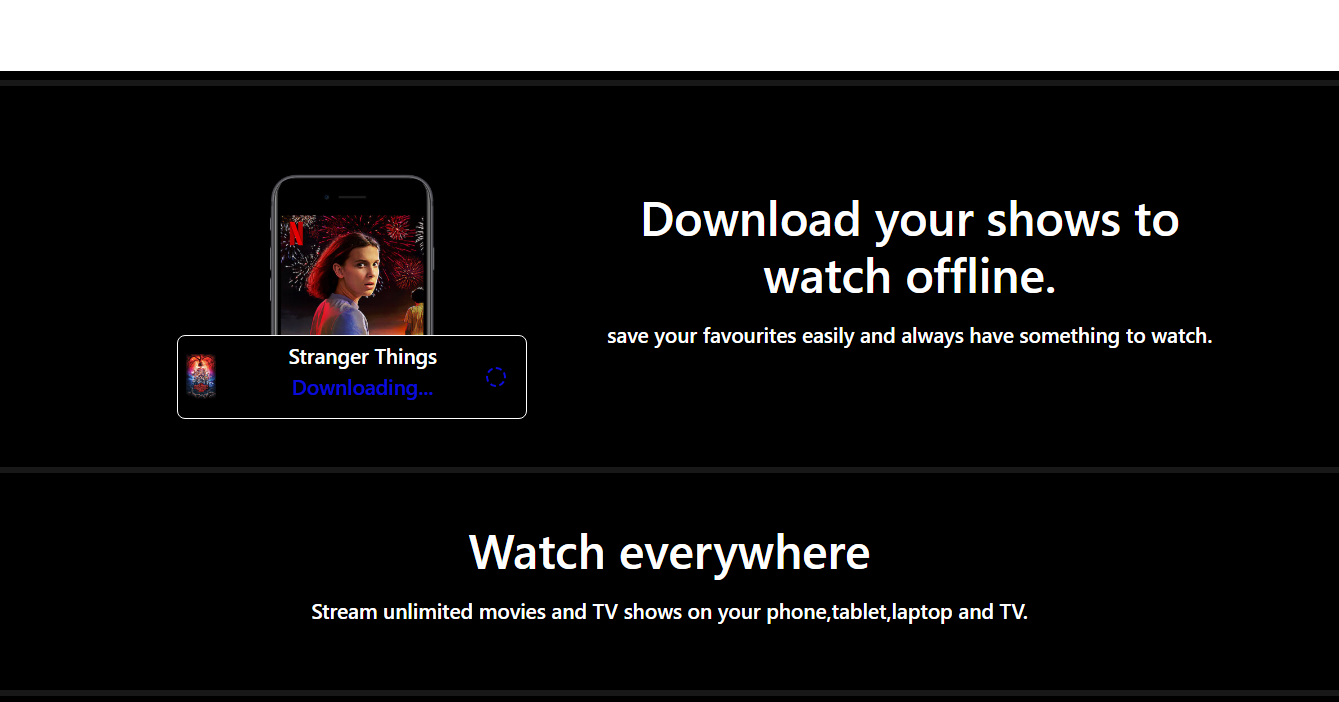 Download your shows to
watch offline.
save your favourites easily and always have something to watch.
N
Stranger Things
Downloading...
Watch everywhere
Stream unlimited movies and TV shows on your phone,tablet,laptop and TV.